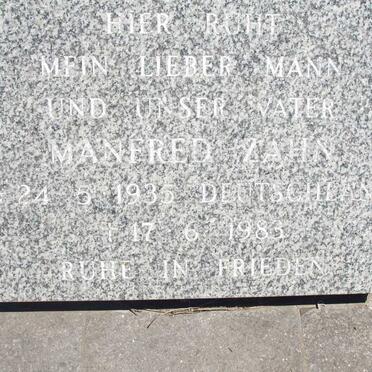 HIER RUHT
MEIN LIEBER MANN
UND UNSER VATER
MANFRED ZAHN
24 5 1935 DEUTSCHLAN
† 17 6 1983
RUHE IN FRIEDEN